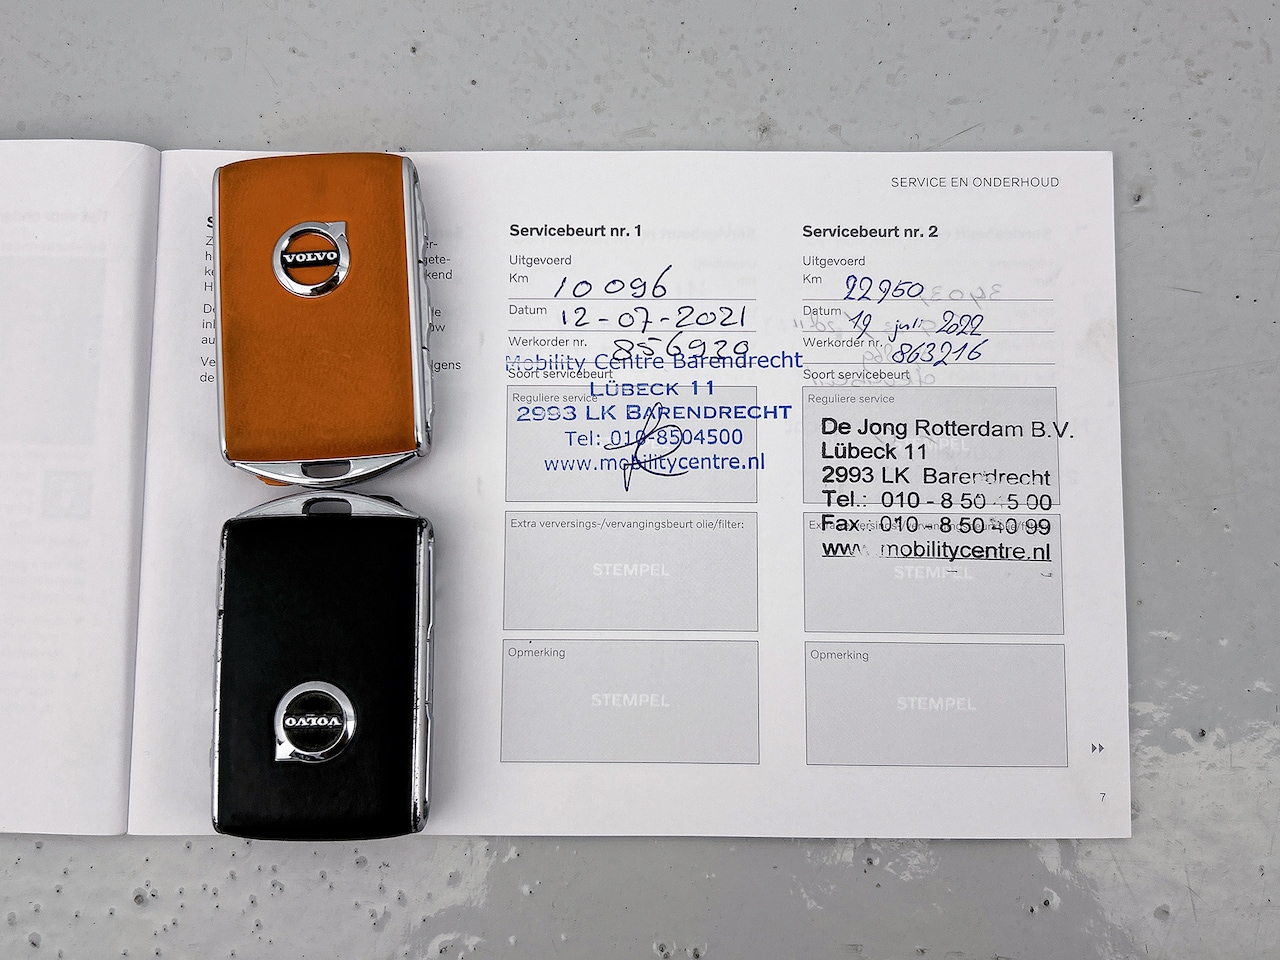 SERVICE EN ONDERHOUD
VOLVO
VOLVO
Servicebeurt nr. 1
Uitgevoerd
Km 10 096
Datum 12-07-2021
Werkorder nr. 856920
Mobility Centre Barendrecht
Soort servicebeurt
LÜBECK 11
Reguliere service
2993 LK BARENDRECHT
Tel: 010-8504500
www.mobilitycentre.nl
Extra verversings-/vervangingsbeurt olie/filter:
STEMPEL
Opmerking
STEMPEL
Servicebeurt nr. 2
Uitgevoerd
Km 22950
Datum 19 juli 2022
Werkorder nr. 863216
Soort servicebeurt
Reguliere service
De Jong Rotterdam B.V.
Lübeck 11
2993 LK Barendrecht
Tel.: 010 - 8 50 45 00
Fax : 010 - 8 50 40 99
www mobilitycentre.nl
STEMPEL
Opmerking
STEMPEL
7